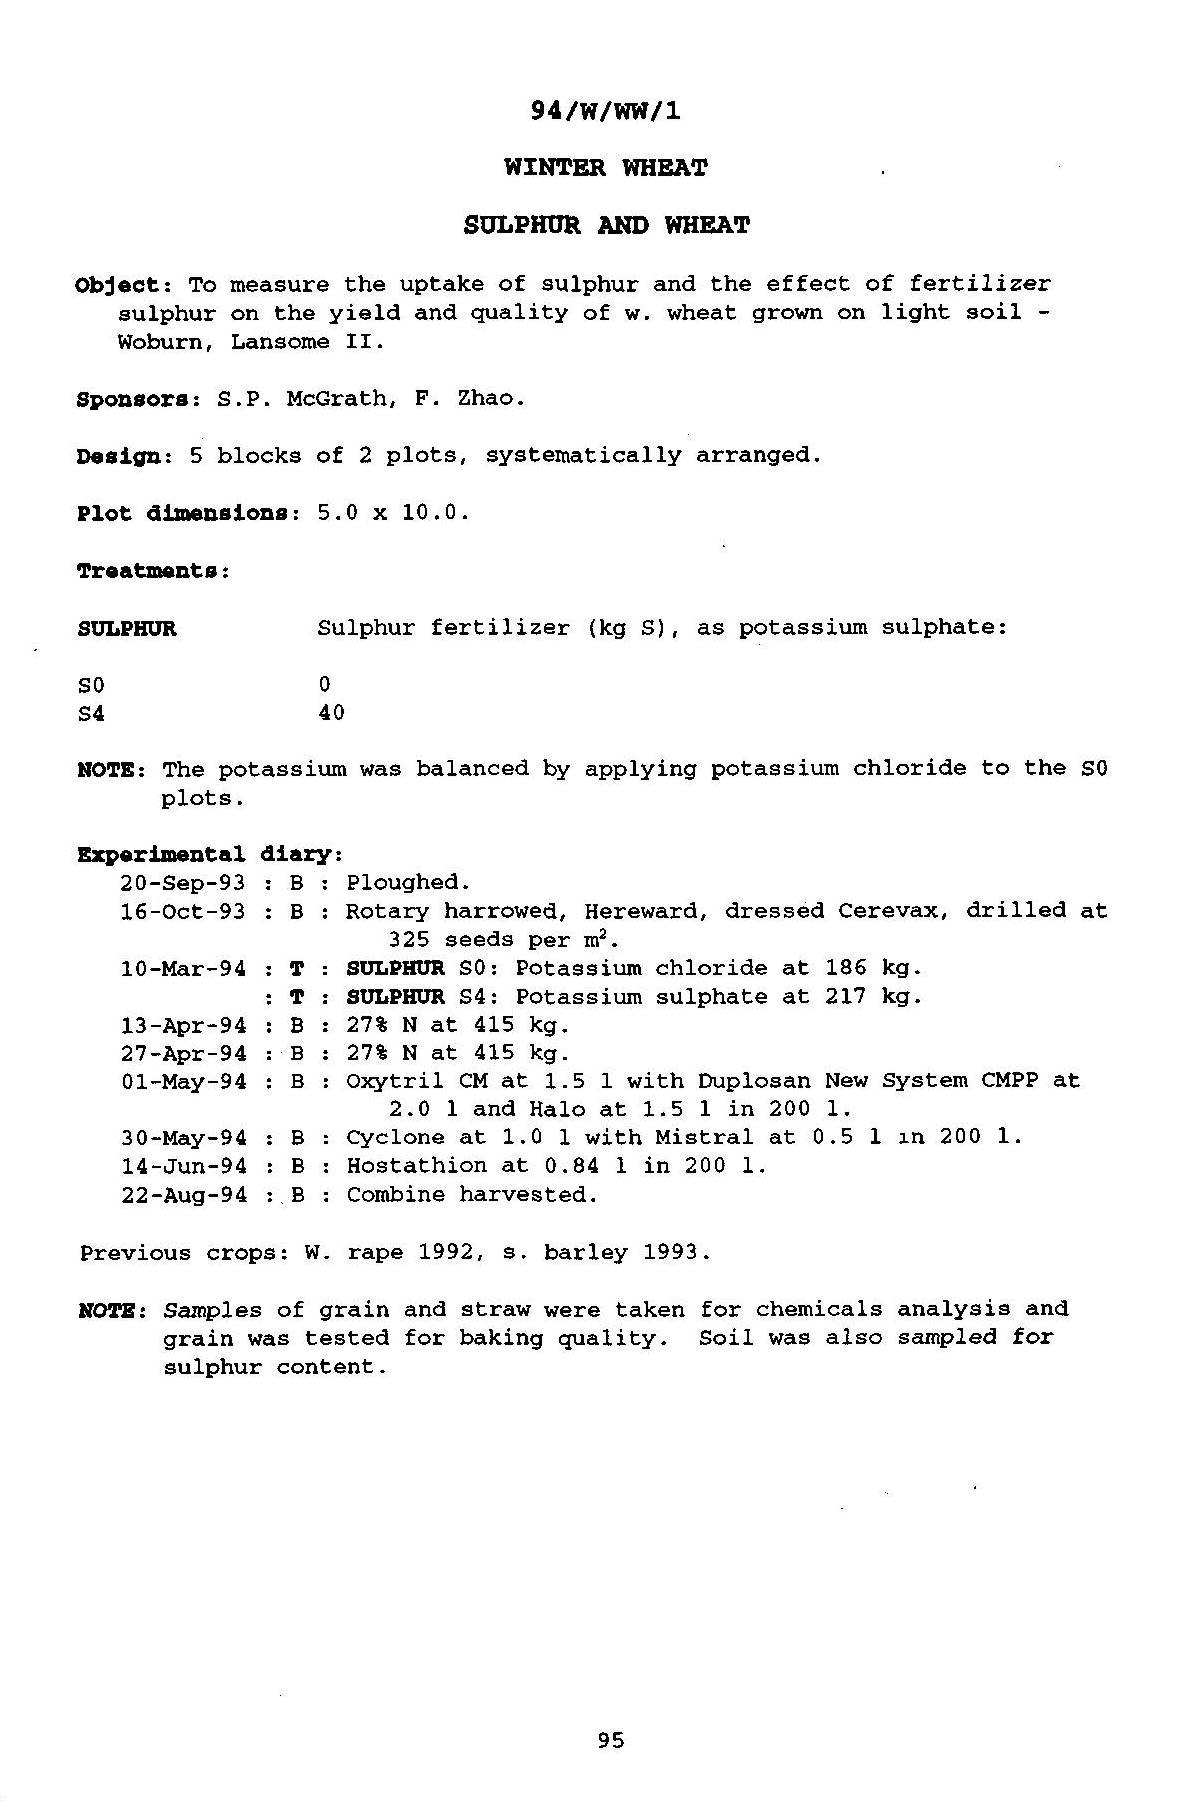 94/W/WW/1
WINTER WHEAT
SULPHUR AND WHEAT
Object: To measure the uptake of sulphur and the effect of fertilizer
sulphur on the yield and quality of w. wheat grown on light soil -
Woburn, Lansome II.
Sponsors: S.P. McGrath, F. Zhao.
Design: 5 blocks of 2 plots, systematically arranged.
Plot dimensions: 5.0 x 10.0.
Treatments:
SULPHUR Sulphur fertilizer (kg S), as potassium sulphate:
S0 0
S4 40
NOTE: The potassium was balanced by applying potassium chloride to the S0
plots.
Experimental diary:
20-Sep-93 : B : Ploughed.
16-Oct-93 : B : Rotary harrowed, Hereward, dressed Cerevax, drilled at
325 seeds per m².
10-Mar-94 : T : SULPHUR S0: Potassium chloride at 186 kg.
: T : SULPHUR S4: Potassium sulphate at 217 kg.
13-Apr-94 : B : 27% N at 415 kg.
27-Apr-94 : B : 27% N at 415 kg.
01-May-94 : B : Oxytril CM at 1.5 l with Duplosan New System CMPP at
2.0 l and Halo at 1.5 l in 200 l.
30-May-94 : B : Cyclone at 1.0 l with Mistral at 0.5 l in 200 l.
14-Jun-94 : B : Hostathion at 0.84 l in 200 l.
22-Aug-94 : B : Combine harvested.
Previous crops: W. rape 1992, s. barley 1993.
NOTE: Samples of grain and straw were taken for chemicals analysis and
grain was tested for baking quality. Soil was also sampled for
sulphur content.
95